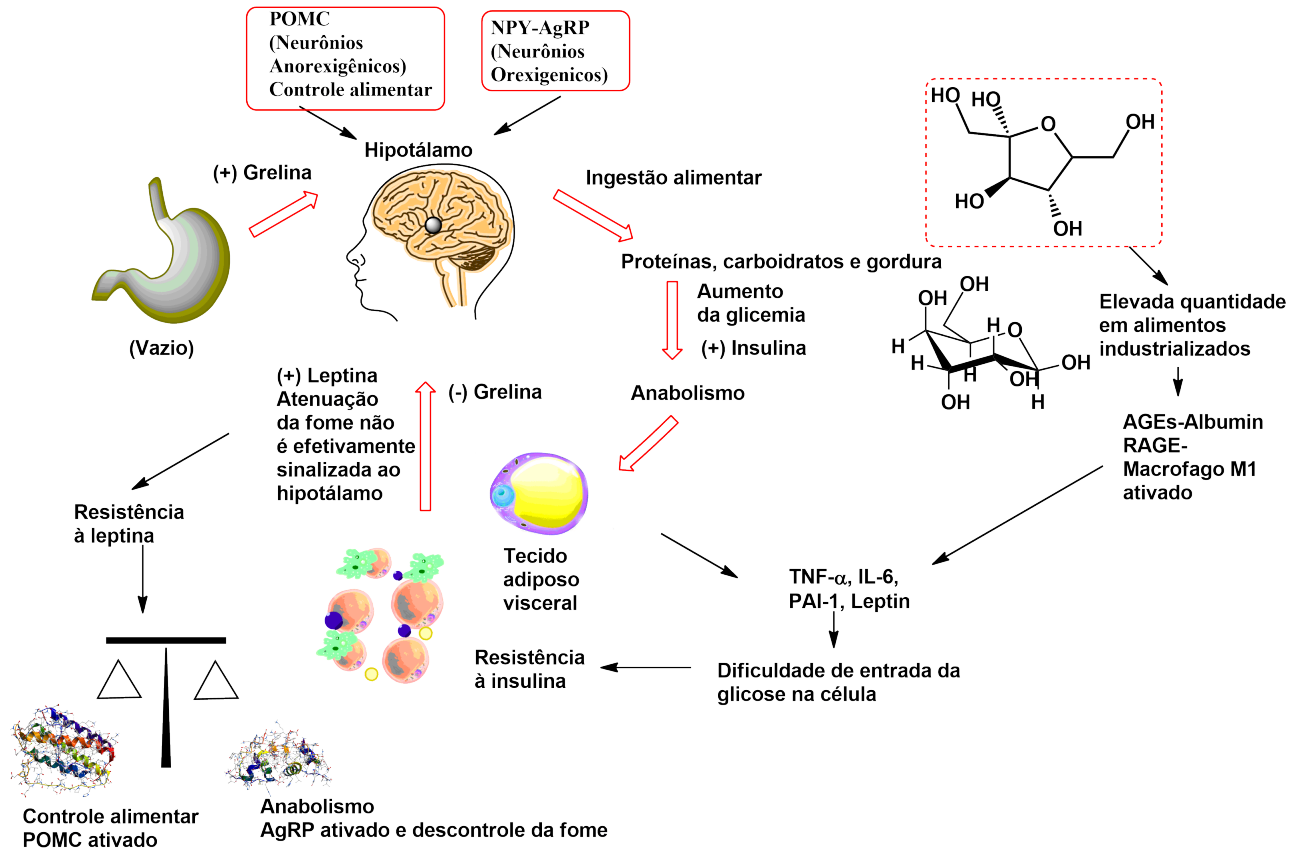 POMC
(Neurônios
Anorexigênicos)
Controle alimentar
NPY-AgRP
(Neurônios
Orexigenicos)
Hipotálamo
(+) Grelina
(Vazio)
Ingestão alimentar
Proteínas, carboidratos e gordura
Aumento
da glicemia
(+) Insulina
Anabolismo
HO
HO
O
OH
HO
OH
Elevada quantidade
em alimentos
industrializados
OH
OH
H
O
H
H
H
OH
OH
OH
H
AGEs-Albumin
RAGE-
Macrofago M1
ativado
(+) Leptina
Atenuação
da fome não
é efetivamente
sinalizada ao
hipotálamo
(-) Grelina
Resistência
à leptina
Tecido
adiposo
visceral
TNF-α, IL-6,
PAI-1, Leptin
Dificuldade de entrada da
glicose na célula
Resistência
à insulina
Controle alimentar
POMC ativado
Anabolismo
AgRP ativado e descontrole da fome